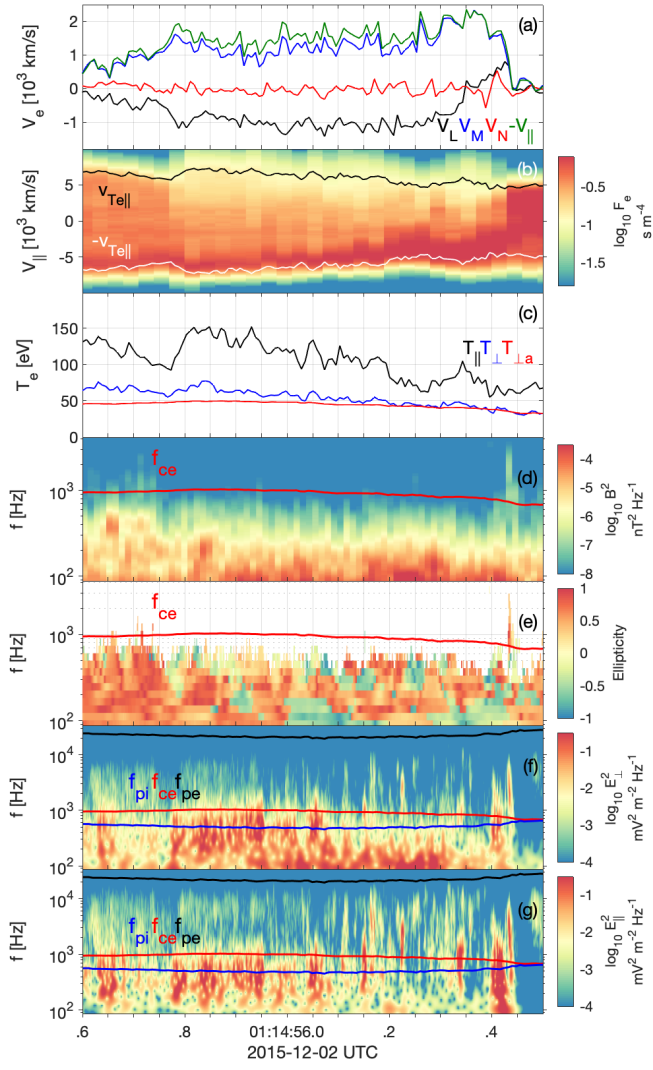 (a)
2
1
0
-1
V_e [10^3 km/s]
V_L V_M V_N -V_||
(b)
v_Te||
-v_Te||
5
0
-5
V_|| [10^3 km/s]
-0.5
-1
-1.5
log_10 F_e
s m^-4
(c)
150
100
50
0
T_e [eV]
T_|| T_⊥ T_⊥a
(d)
f_ce
10^3
10^2
f [Hz]
-4
-5
-6
-7
-8
log_10 B^2
nT^2 Hz^-1
(e)
f_ce
10^3
10^2
f [Hz]
1
0.5
0
-0.5
-1
Ellipticity
(f)
f_pi f_ce f_pe
10^4
10^3
10^2
f [Hz]
-1
-2
-3
-4
log_10 E_⊥^2
mV^2 m^-2 Hz^-1
(g)
f_pi f_ce f_pe
10^4
10^3
10^2
f [Hz]
-1
-2
-3
-4
log_10 E_||^2
mV^2 m^-2 Hz^-1
.6 .8 01:14:56.0 .2 .4
2015-12-02 UTC